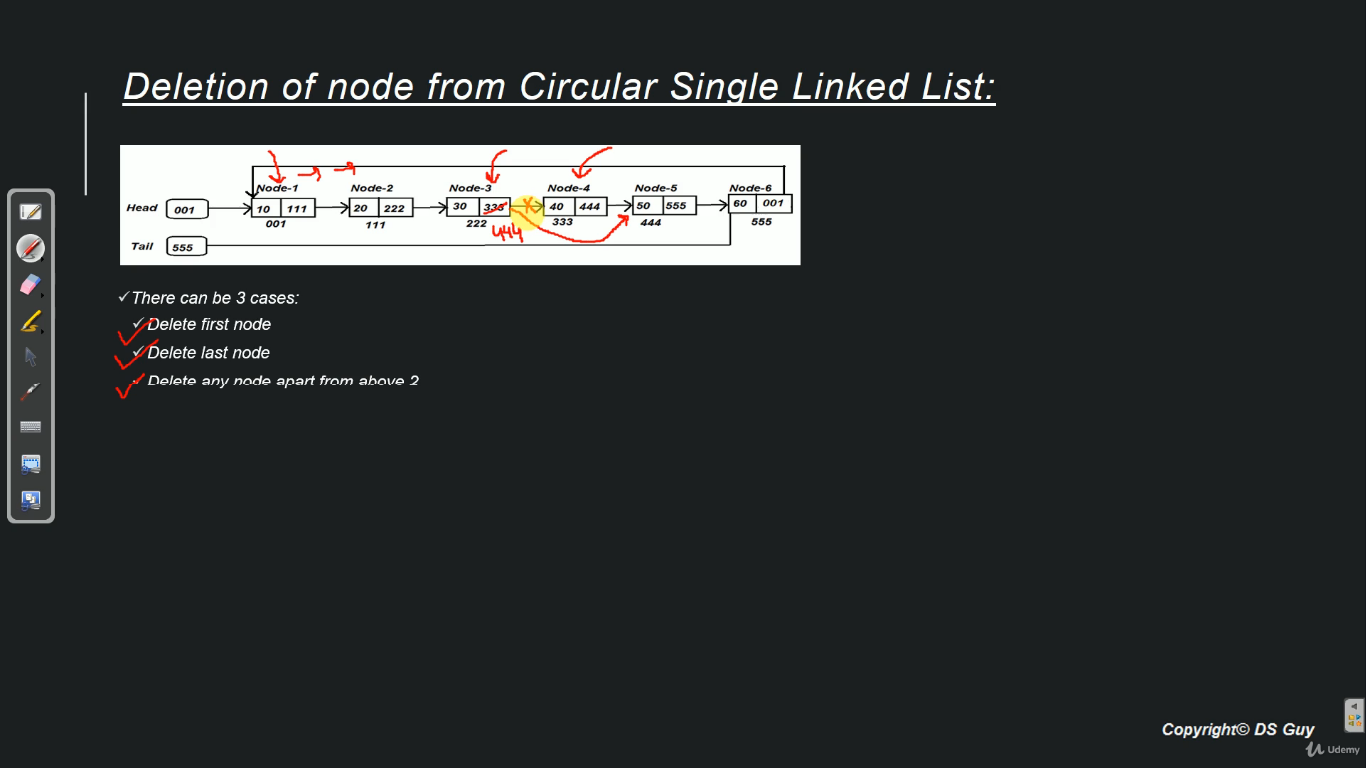 Deletion of node from Circular Single Linked List:
Node-1 Node-2 Node-3 Node-4 Node-5 Node-6
Head 001 10 111 20 222 30 333 40 444 50 555 60 001
001 111 222 333 444 555
444
Tail 555
✓There can be 3 cases:
✓Delete first node
✓Delete last node
✓Delete any node apart from above 2
Copyright© DS Guy
Udemy